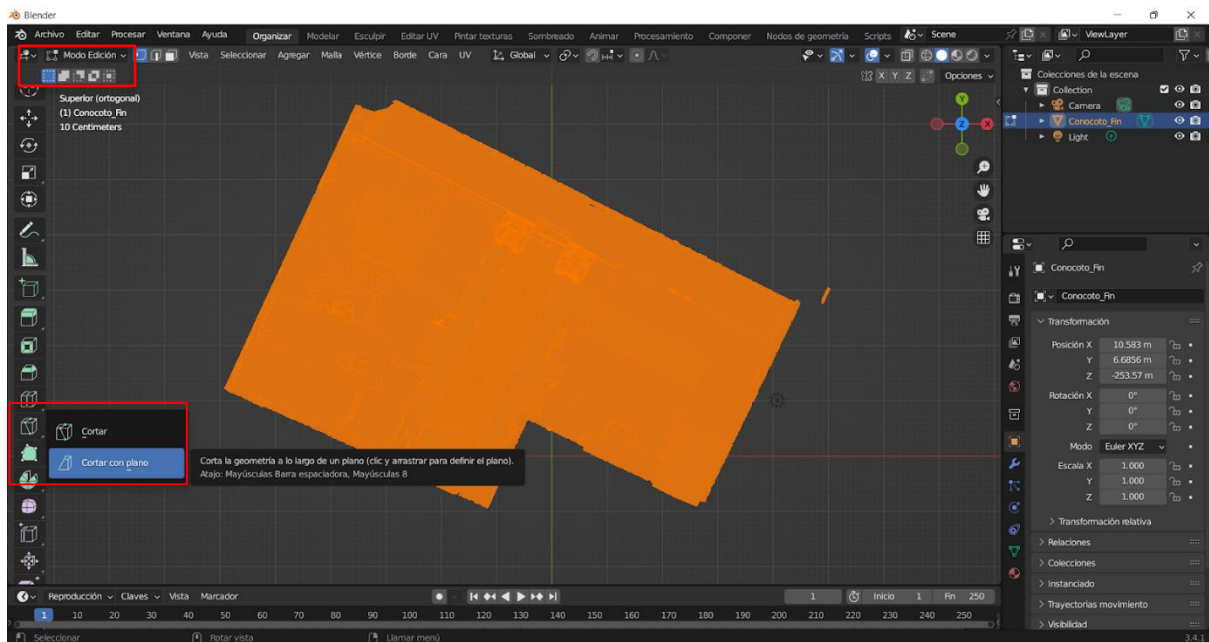 Blender
Archivo Editar Procesar Ventana Ayuda Organizar Modelar Esculpir Editar UV Pintar texturas Sombreado Animar Procesamiento Componer Nodos de geometría Scripts Scene ViewLayer
Modo Edición Vista Seleccionar Agregar Malla Vértice Borde Cara UV Global
X Y Z Opciones
Superior (ortogonal)
(1) Conocoto_Fin
10 Centimeters
Y
Z X
Colecciones de la escena
Collection
Camera
Conocoto_Fin
Light
Conocoto_Fin
Conocoto_Fin
Transformación
Posición X 10.583 m
Y 6.6856 m
Z -253.57 m
Rotación X 0°
Y 0°
Z 0°
Modo Euler XYZ
Escala X 1.000
Y 1.000
Z 1.000
Transformación relativa
Relaciones
Colecciones
Instanciado
Trayectorias movimiento
Visibilidad
Cortar
Cortar con plano
Corta la geometría a lo largo de un plano (clic y arrastrar para definir el plano).
Atajo: Mayúsculas Barra espaciadora, Mayúsculas 8
Reproducción Claves Vista Marcador 1 Inicio 1 Fin 250
1 10 20 30 40 50 60 70 80 90 100 110 120 130 140 150 160 170 180 190 200 210 220 230 240 250
Seleccionar Rotar vista Llamar menú 3.4.1